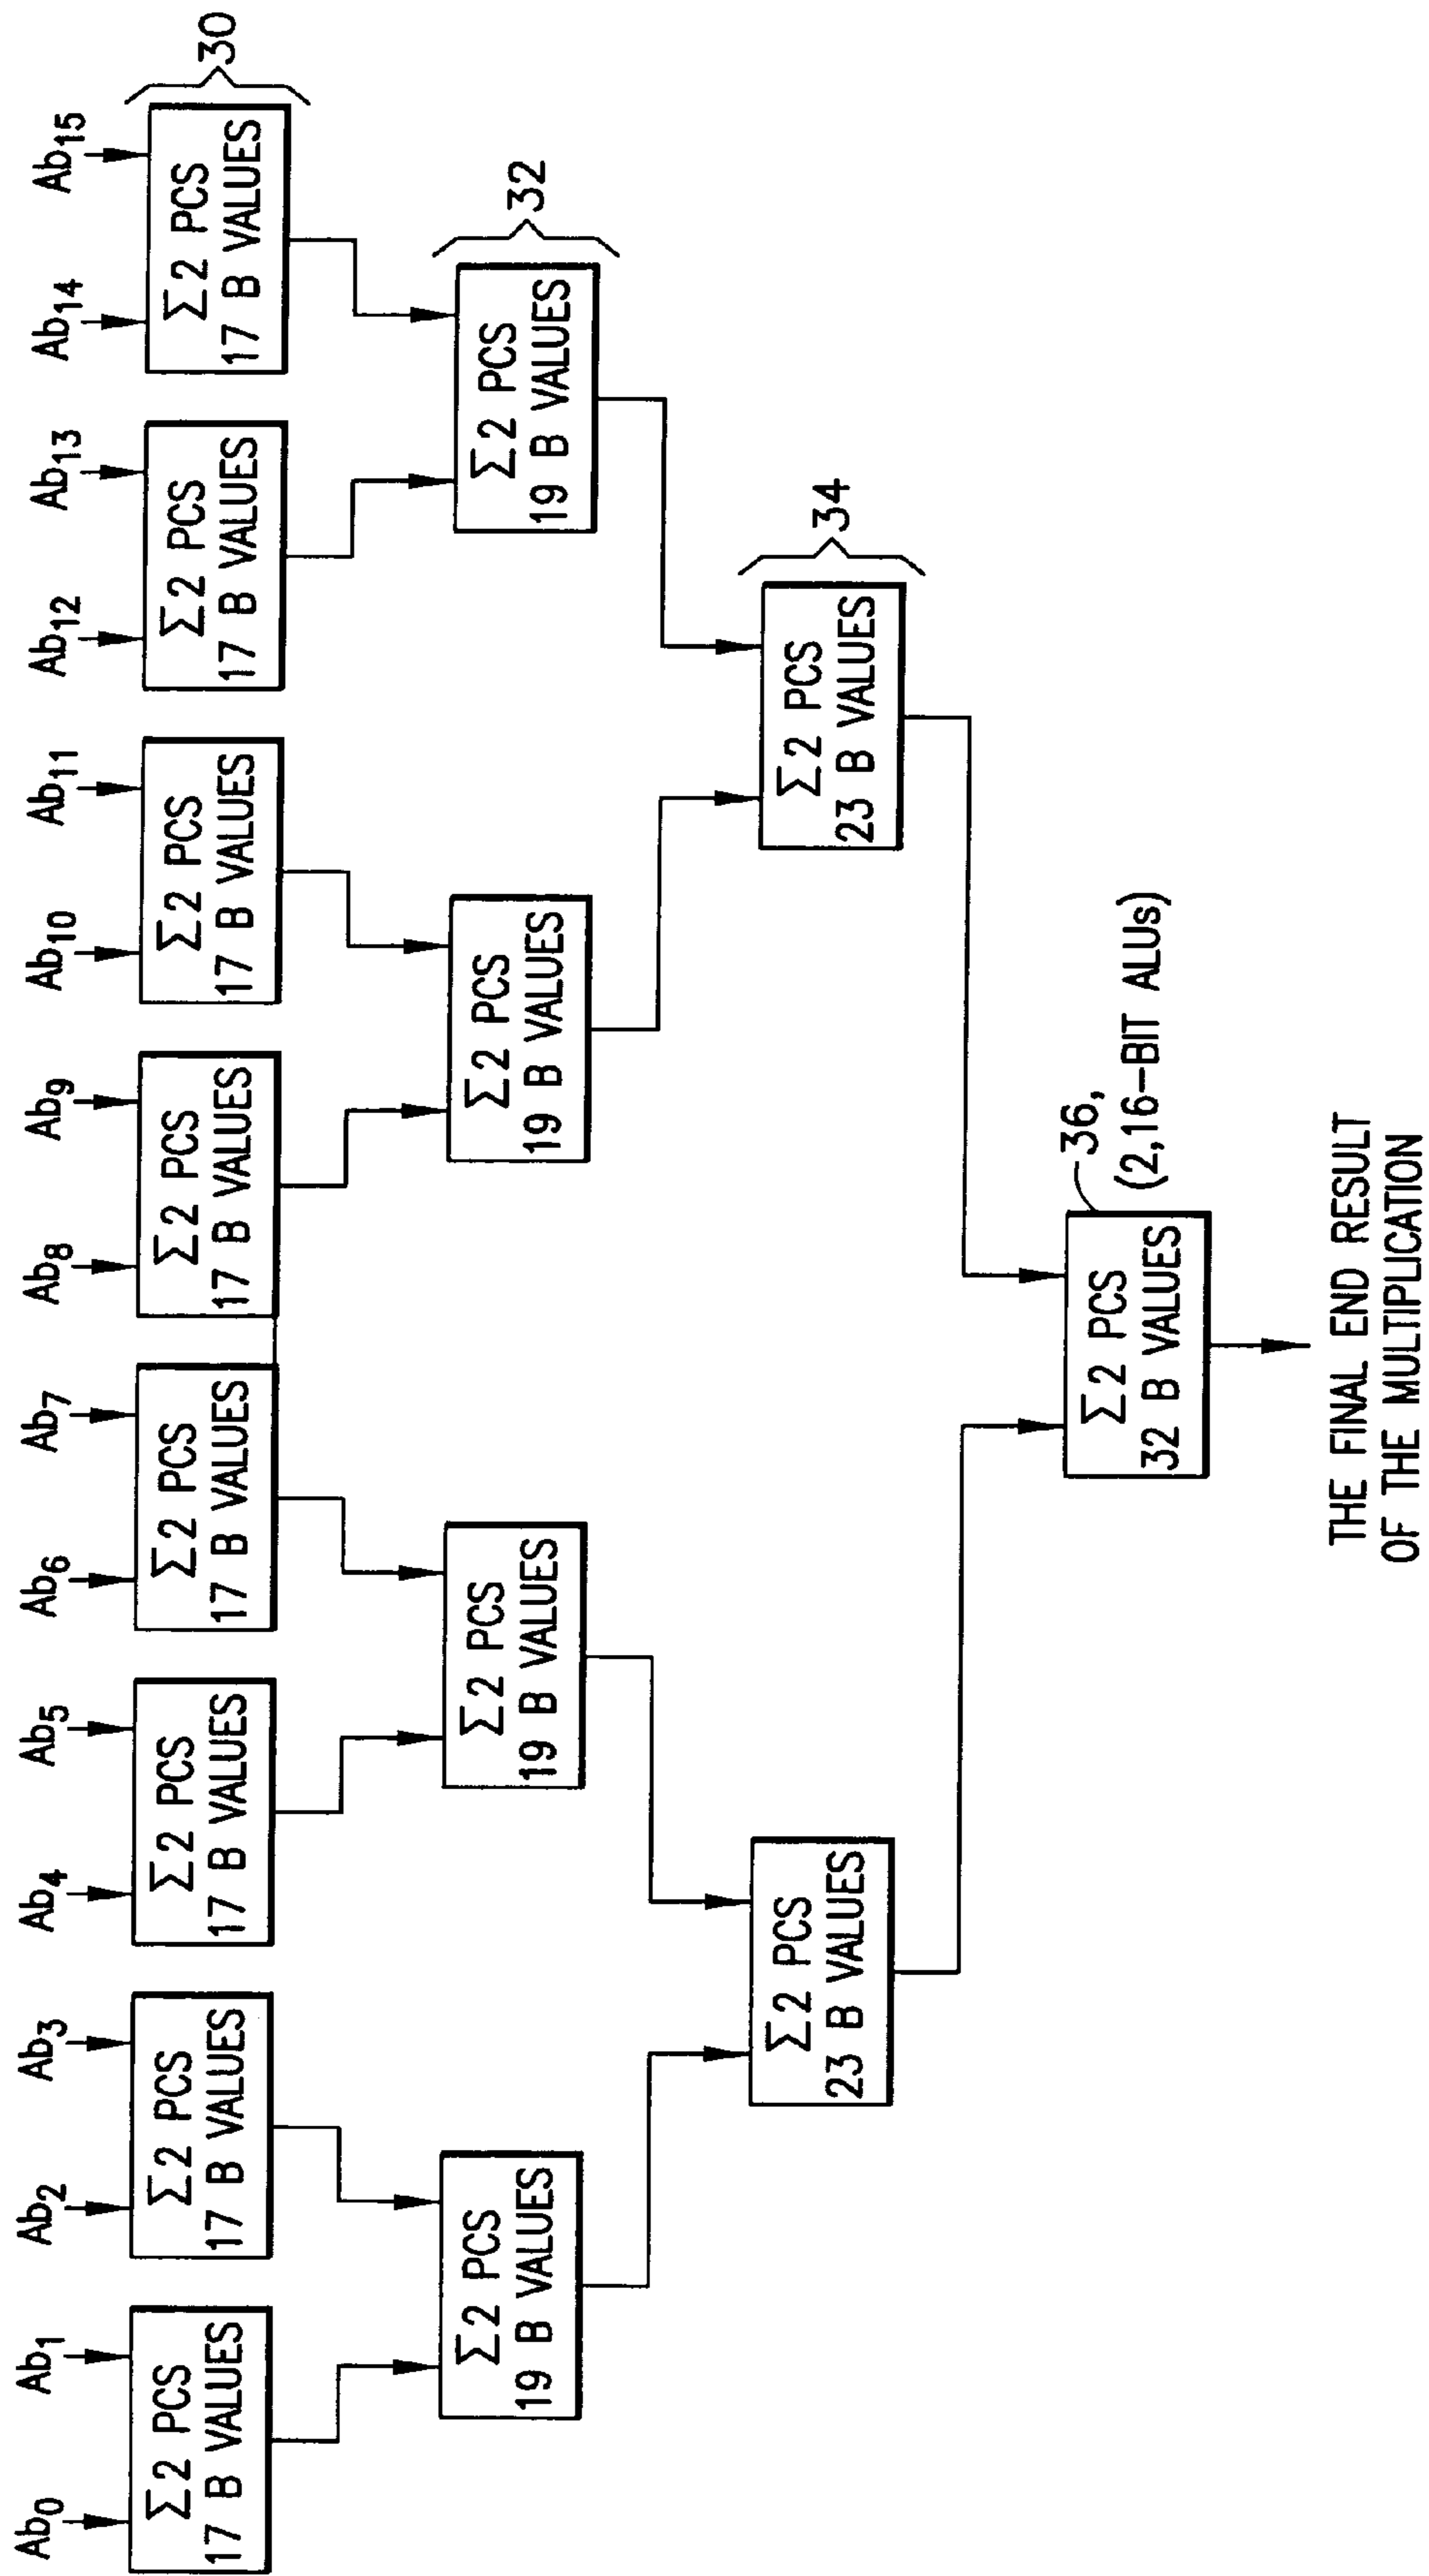 Ab0 Ab1 Ab2 Ab3 Ab4 Ab5 Ab6 Ab7 Ab8 Ab9 Ab10 Ab11 Ab12 Ab13 Ab14 Ab15
Σ2 PCS
17 B VALUES
Σ2 PCS
17 B VALUES
Σ2 PCS
17 B VALUES
Σ2 PCS
17 B VALUES
Σ2 PCS
17 B VALUES
Σ2 PCS
17 B VALUES
Σ2 PCS
17 B VALUES
Σ2 PCS
17 B VALUES
30
Σ2 PCS
19 B VALUES
Σ2 PCS
19 B VALUES
Σ2 PCS
19 B VALUES
Σ2 PCS
19 B VALUES
32
Σ2 PCS
23 B VALUES
Σ2 PCS
23 B VALUES
34
Σ2 PCS
32 B VALUES
36,
(2,16-BIT ALUs)
THE FINAL END RESULT
OF THE MULTIPLICATION